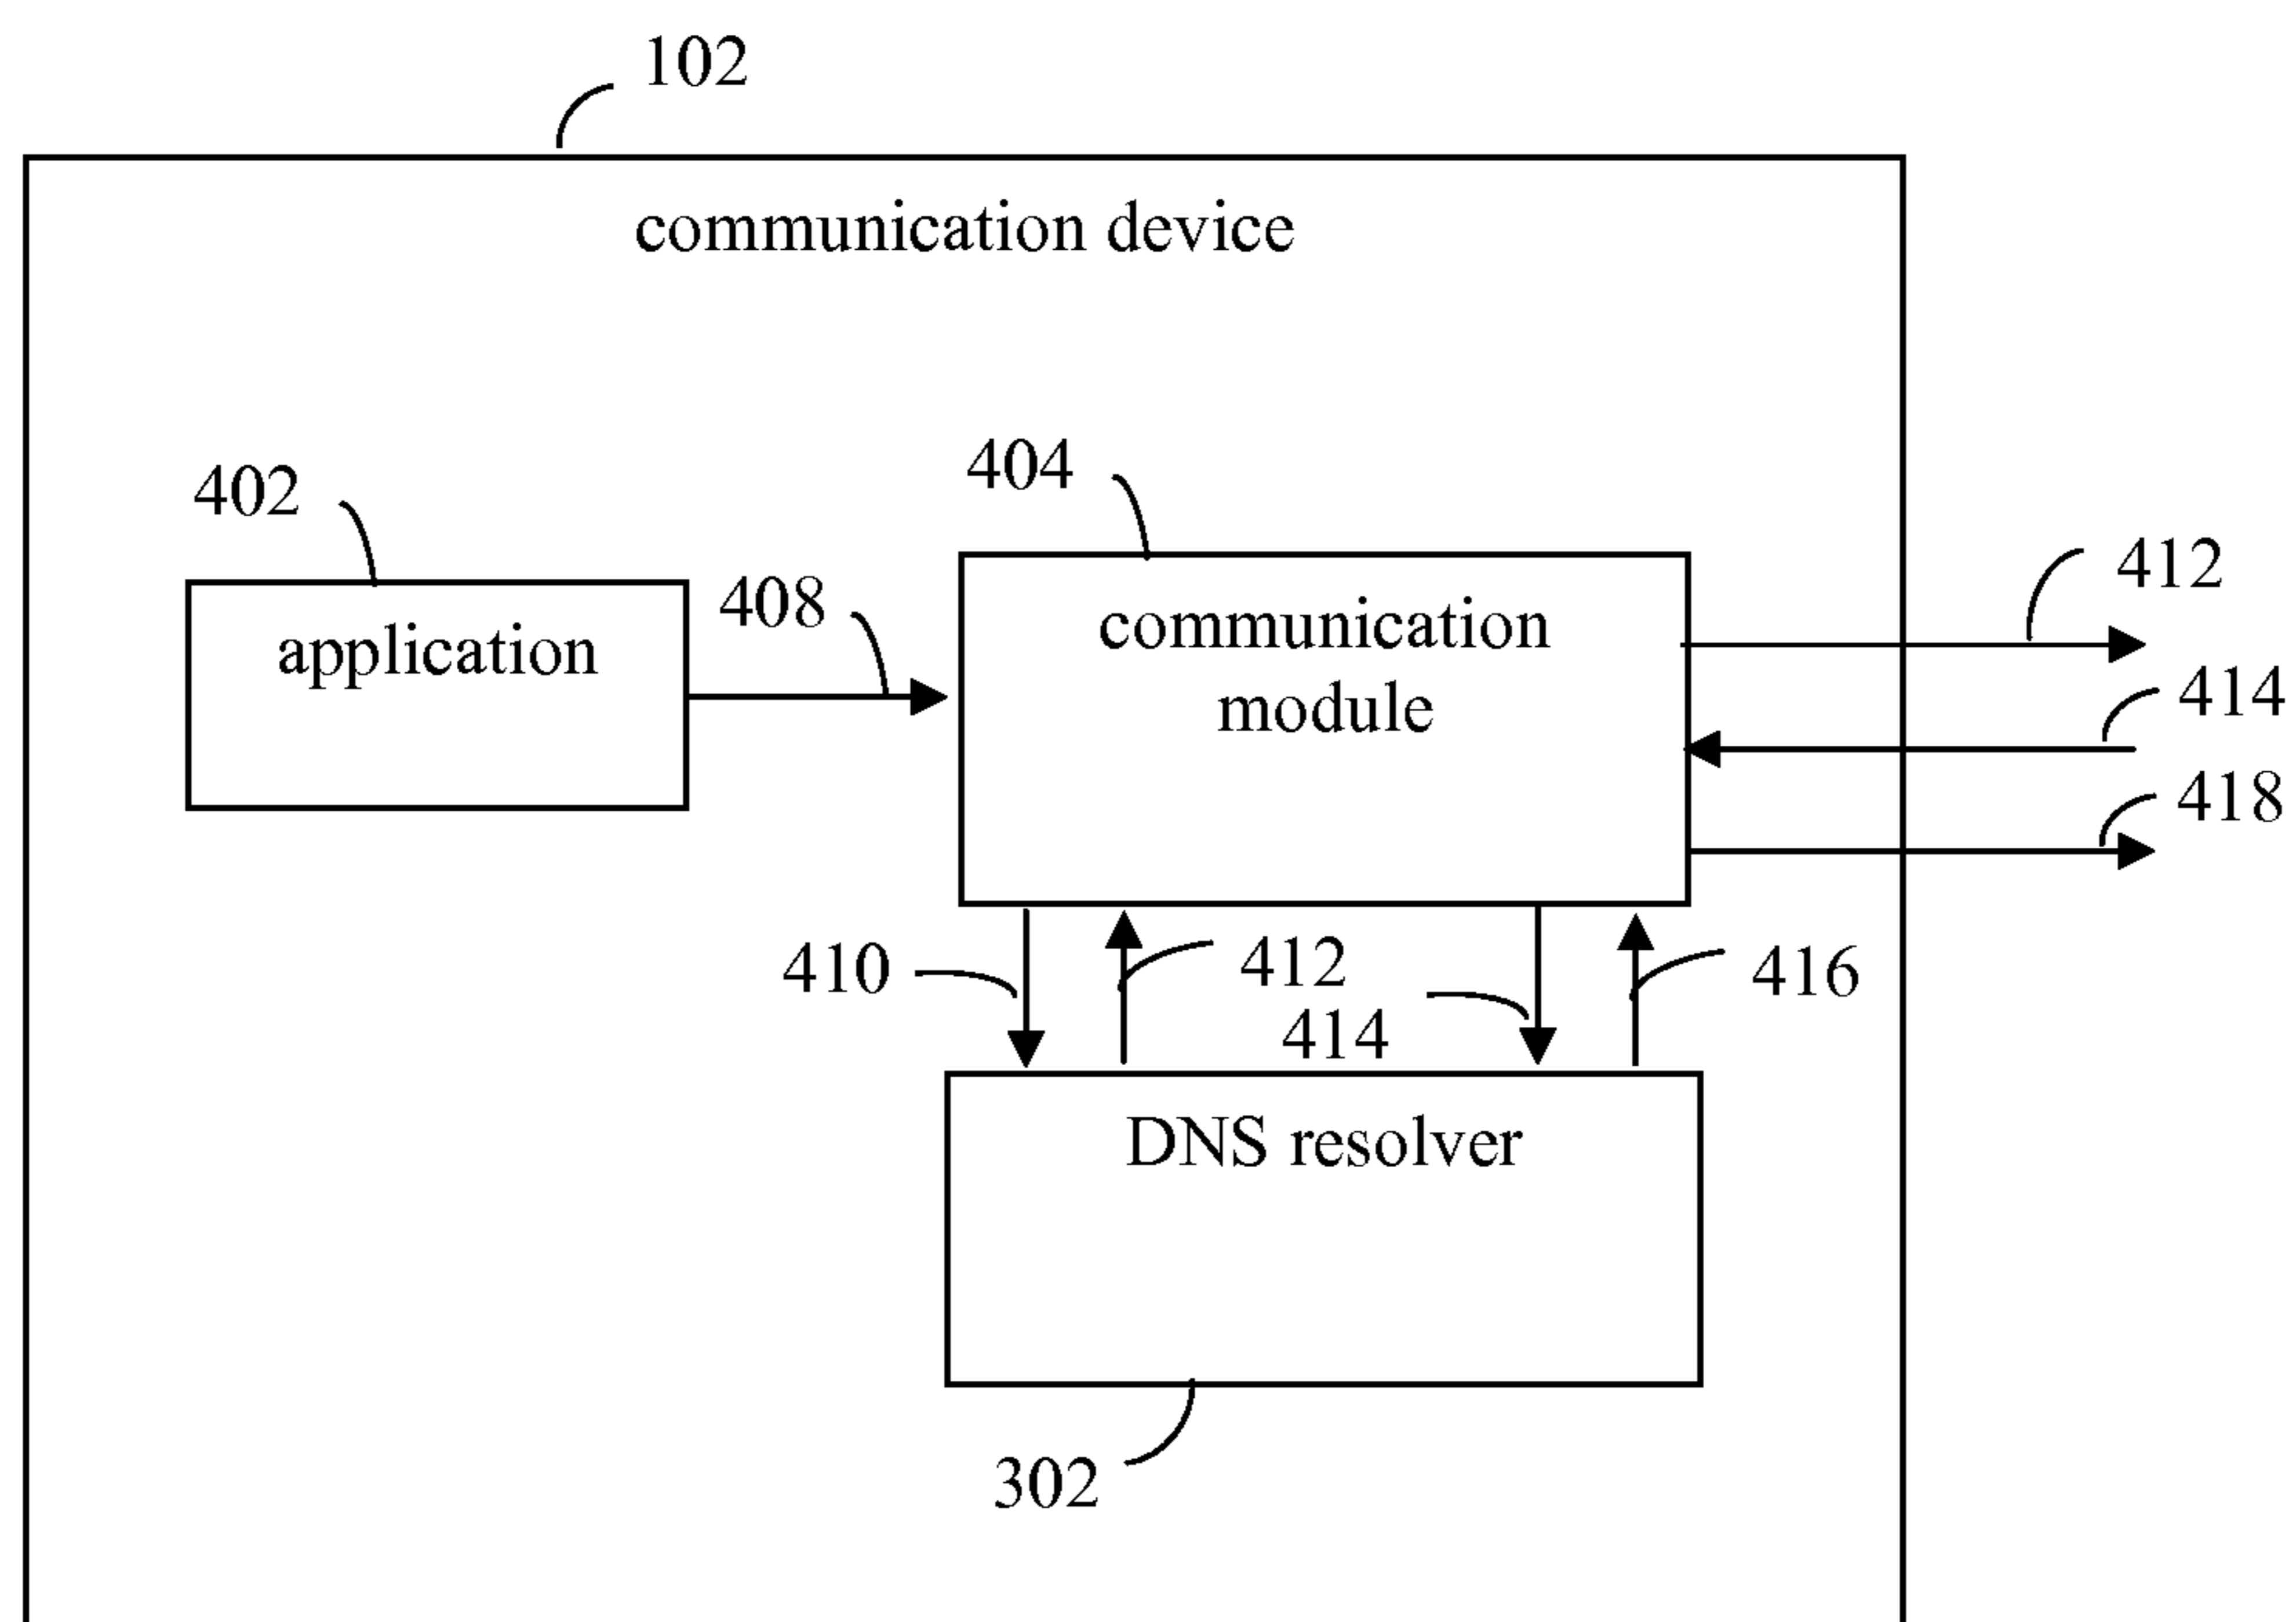 102
communication device
404
402
412
408
communication
module
application
414
418
410
412
416
414
DNS resolver
302